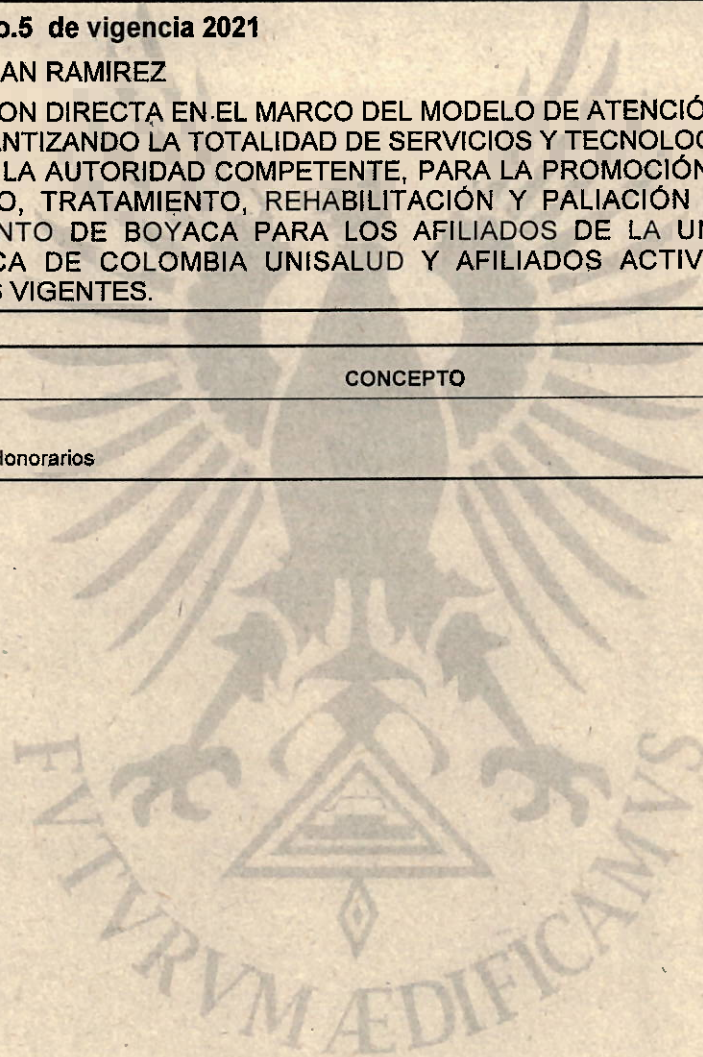 o.5 de vigencia 2021
AN RAMIREZ
ON DIRECTA EN EL MARCO DEL MODELO DE ATENCIÓ
ANTIZANDO LA TOTALIDAD DE SERVICIOS Y TECNOLOG
LA AUTORIDAD COMPETENTE, PARA LA PROMOCIÓN
O, TRATAMIENTO, REHABILITACIÓN Y PALIACIÓN
NTO DE BOYACA PARA LOS AFILIADOS DE LA UN
CA DE COLOMBIA UNISALUD Y AFILIADOS ACTIV
S VIGENTES.
CONCEPTO
Honorarios
FVTVRVM ÆDIFICAMVS